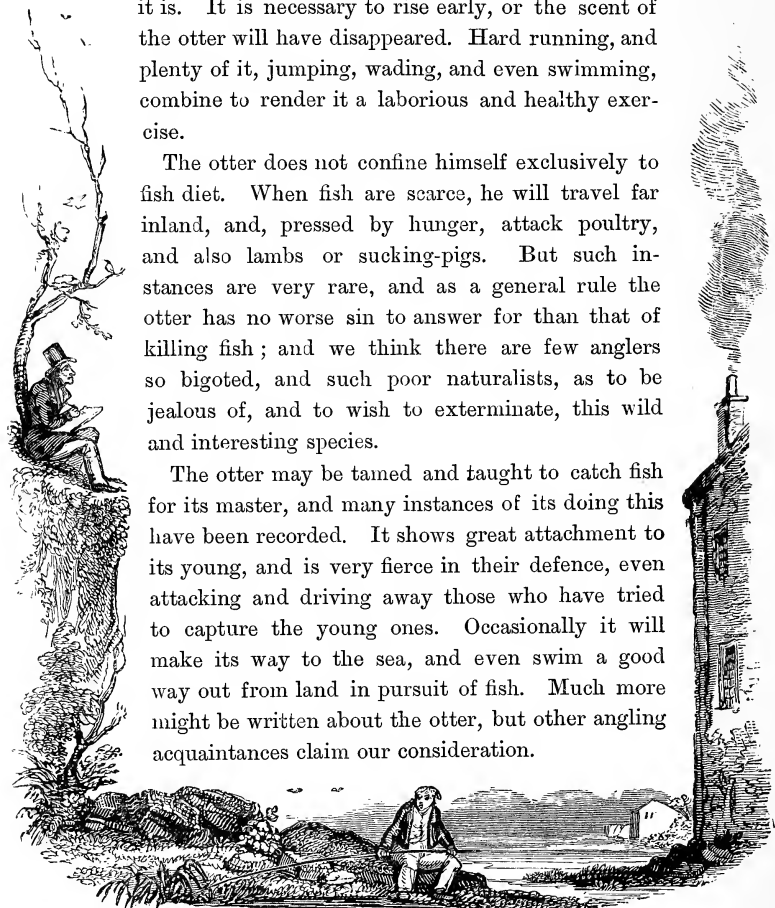 it is. It is necessary to rise early, or the scent of
the otter will have disappeared. Hard running, and
plenty of it, jumping, wading, and even swimming,
combine to render it a laborious and healthy exer-
cise.
The otter does not confine himself exclusively to
fish diet. When fish are scarce, he will travel far
inland, and, pressed by hunger, attack poultry,
and also lambs or sucking-pigs. But such in-
stances are very rare, and as a general rule the
otter has no worse sin to answer for than that of
killing fish ; and we think there are few anglers
so bigoted, and such poor naturalists, as to be
jealous of, and to wish to exterminate, this wild
and interesting species.
The otter may be tamed and taught to catch fish
for its master, and many instances of its doing this
have been recorded. It shows great attachment to
its young, and is very fierce in their defence, even
attacking and driving away those who have tried
to capture the young ones. Occasionally it will
make its way to the sea, and even swim a good
way out from land in pursuit of fish. Much more
might be written about the otter, but other angling
acquaintances claim our consideration.